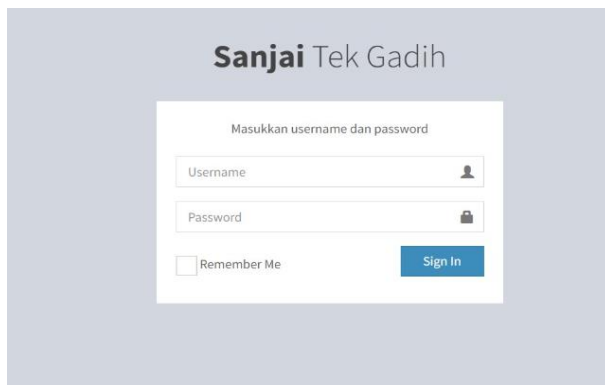 Sanjai Tek Gadih
Masukkan username dan password
Username
Password
Remember Me
Sign In